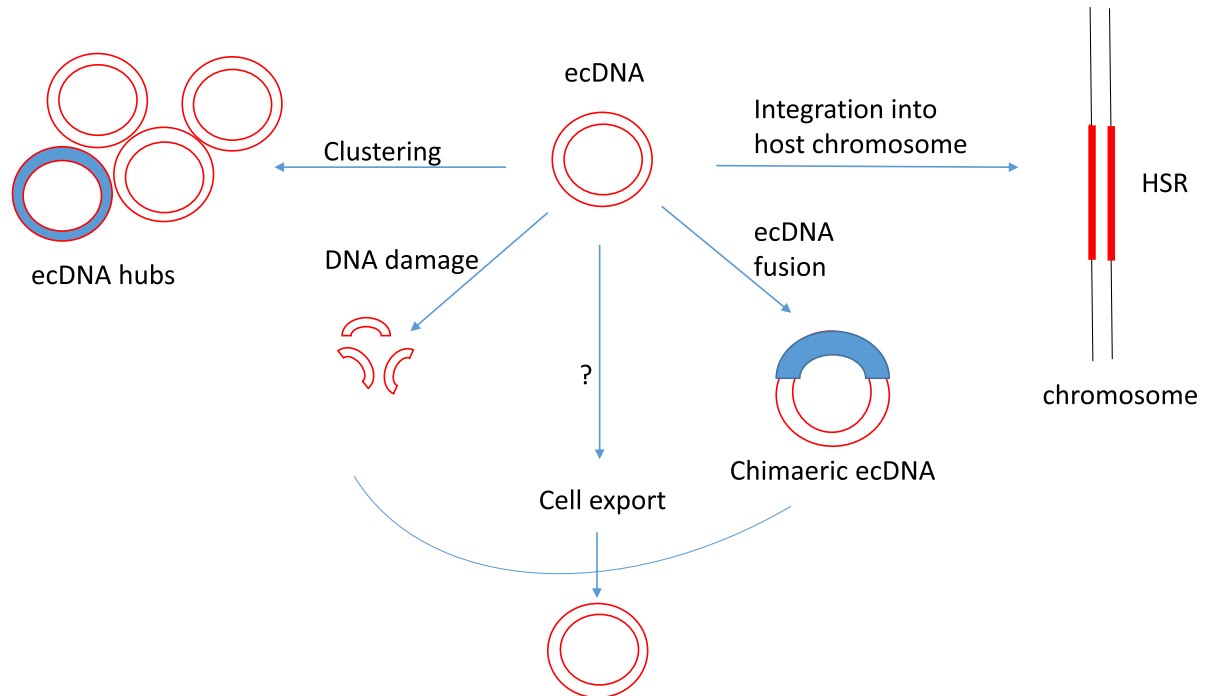 ecDNA
Integration into
host chromosome
Clustering
HSR
ecDNA
fusion
DNA damage
ecDNA hubs
?
chromosome
Chimaeric ecDNA
Cell export